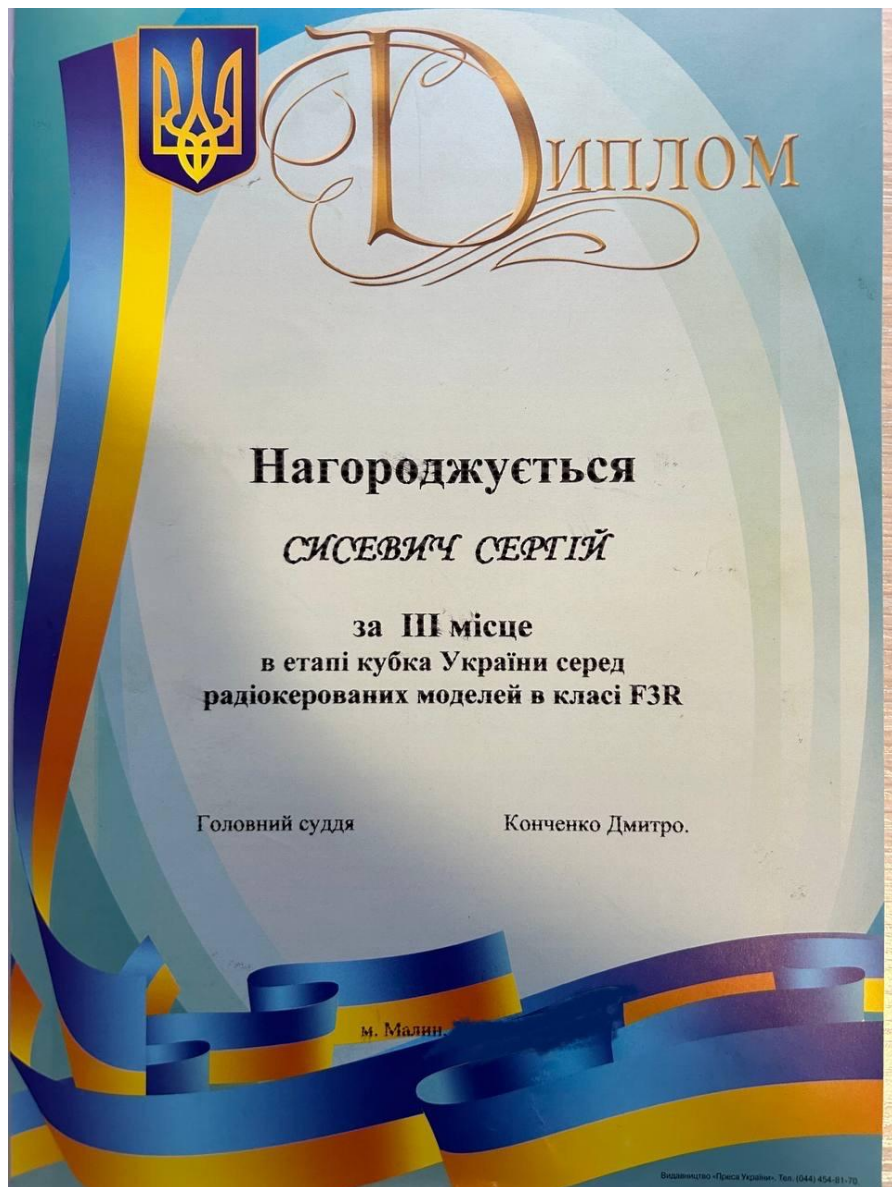 Диплом
Нагороджується
СИСЕВИЧ СЕРГІЙ
за III місце
в етапі кубка України серед
радіокерованих моделей в класі F3R
Головний суддя Конченко Дмитро.
м. Малин,
Видавництво «Преса України». Тел. (044) 454-81-70